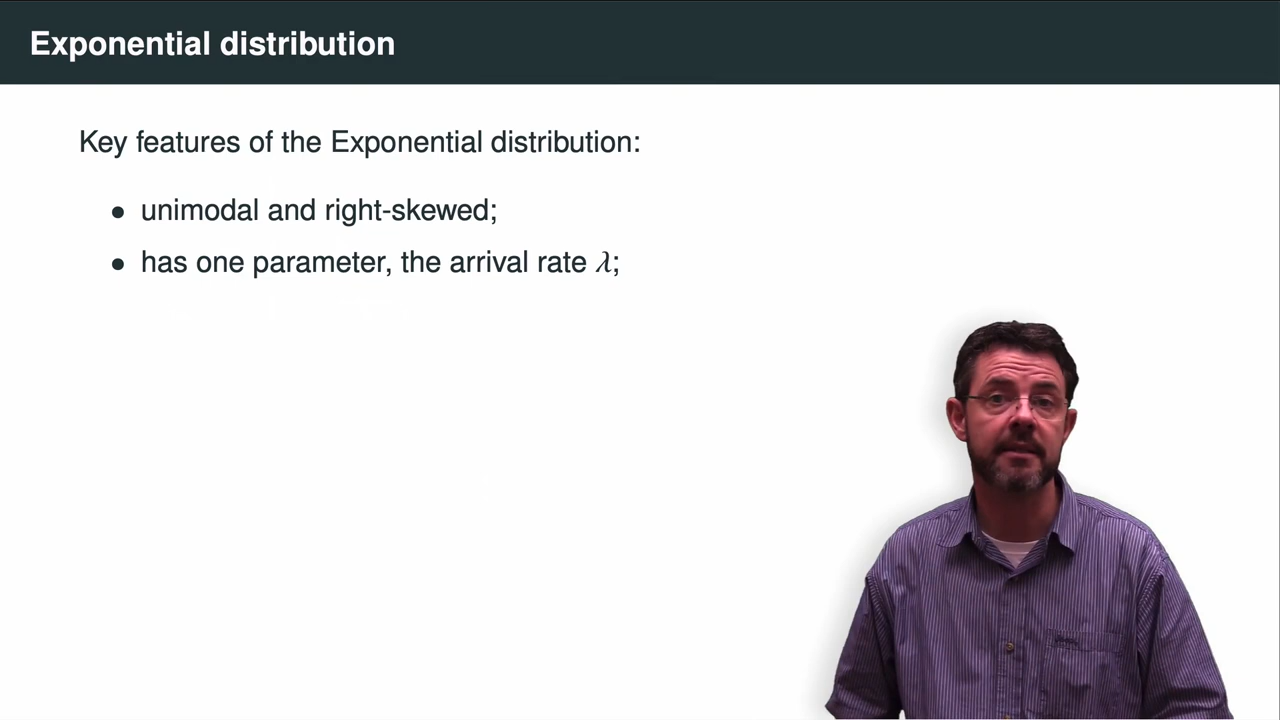 Exponential distribution
Key features of the Exponential distribution:
• unimodal and right-skewed;
• has one parameter, the arrival rate λ;